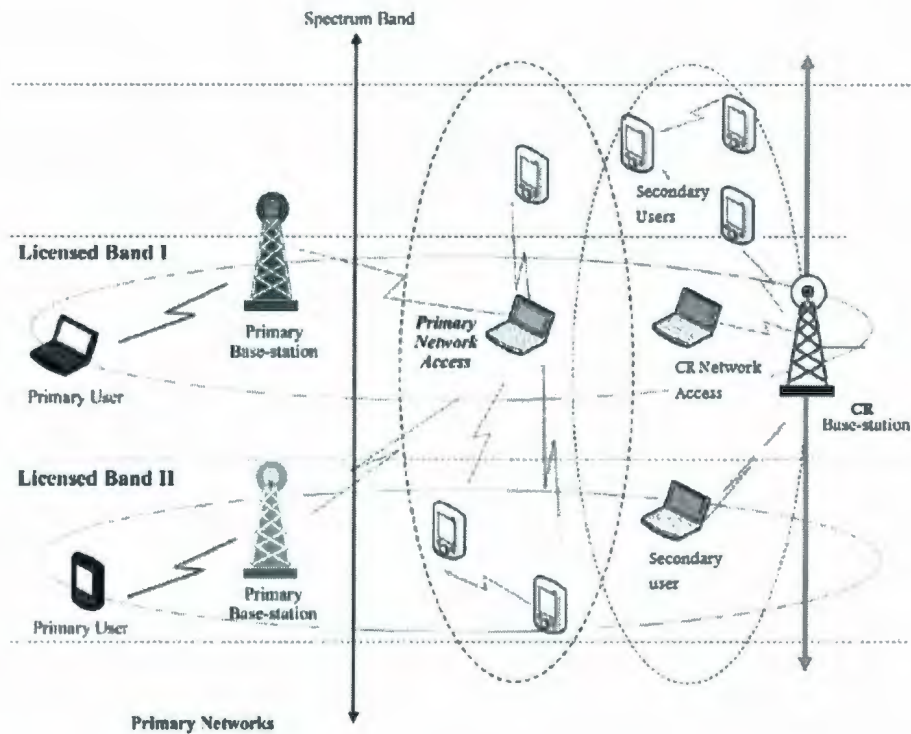 Spectrum Band
Secondary
Users
Licensed Band I
Primary
Base-station
Primary
Network
Access
Primary User
CR Network
Access
CR
Base-station
Licensed Band II
Primary
Base-station
Secondary
user
Primary User
Primary Networks